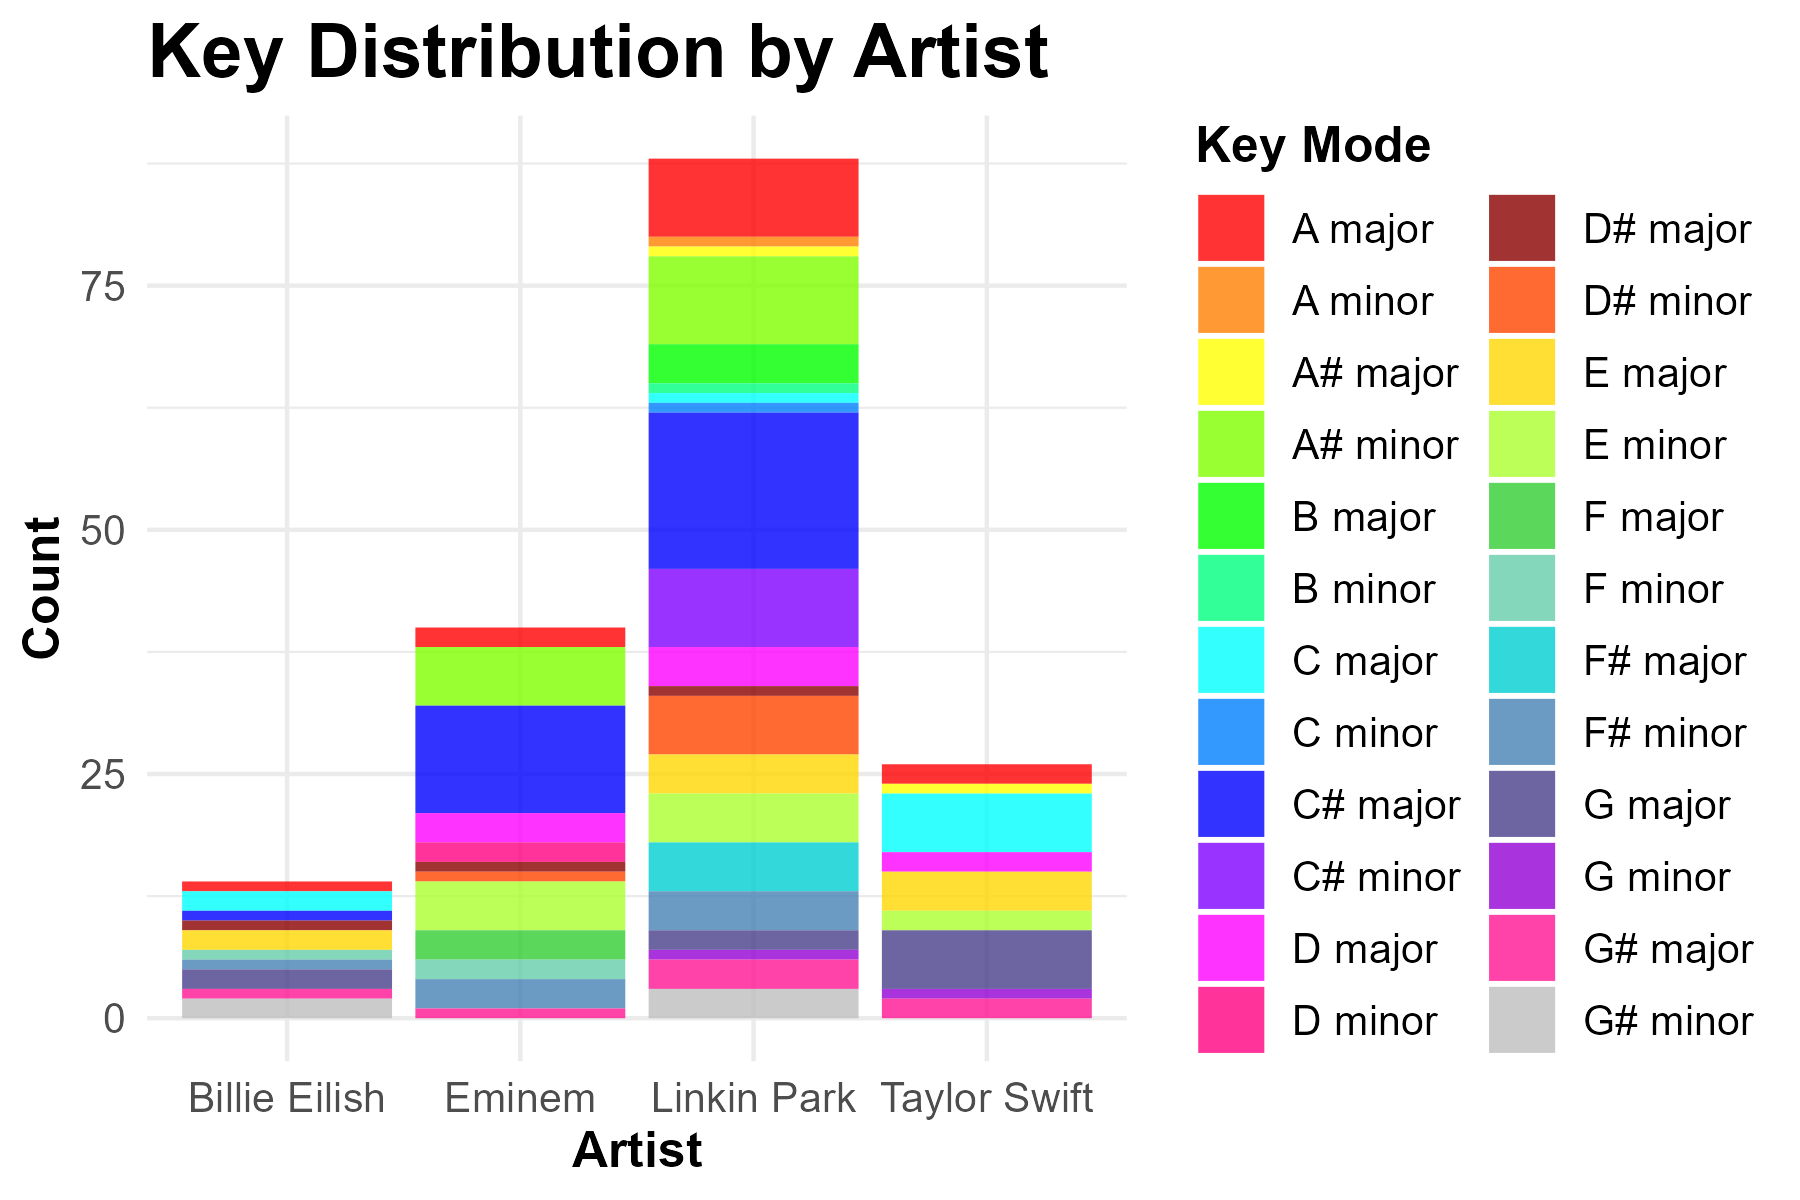 Key Distribution by Artist
Count
75
50
25
0
Billie Eilish
Eminem
Linkin Park
Taylor Swift
Artist
Key Mode
A major
A minor
A# major
A# minor
B major
B minor
C major
C minor
C# major
C# minor
D major
D minor
D# major
D# minor
E major
E minor
F major
F minor
F# major
F# minor
G major
G minor
G# major
G# minor